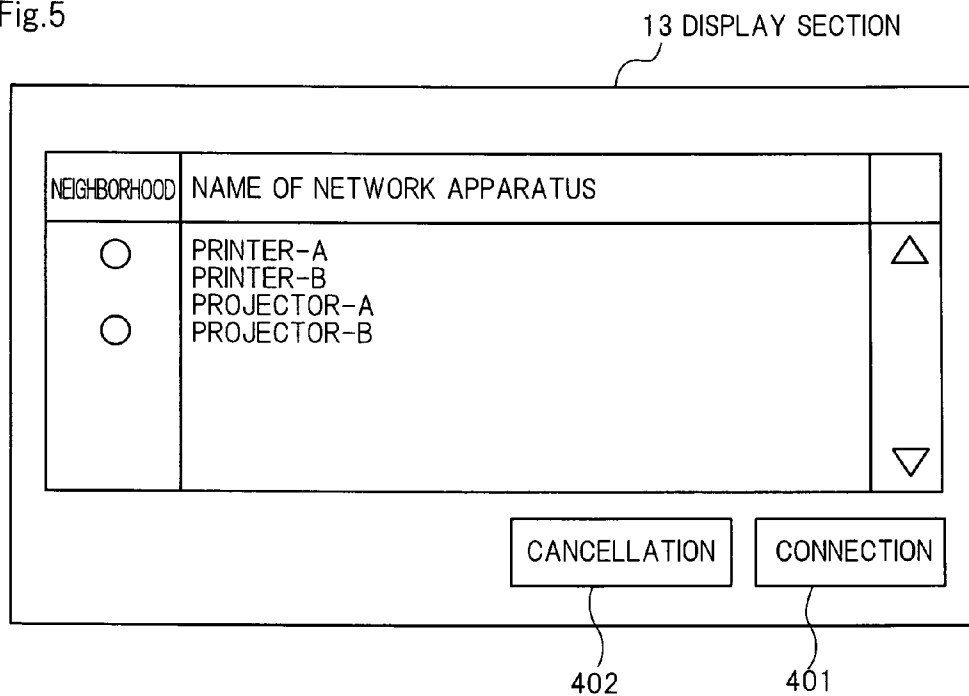 Fig.5
13 DISPLAY SECTION
NEIGHBORHOOD NAME OF NETWORK APPARATUS
PRINTER-A
PRINTER-B
PROJECTOR-A
PROJECTOR-B
CANCELLATION CONNECTION
402 401